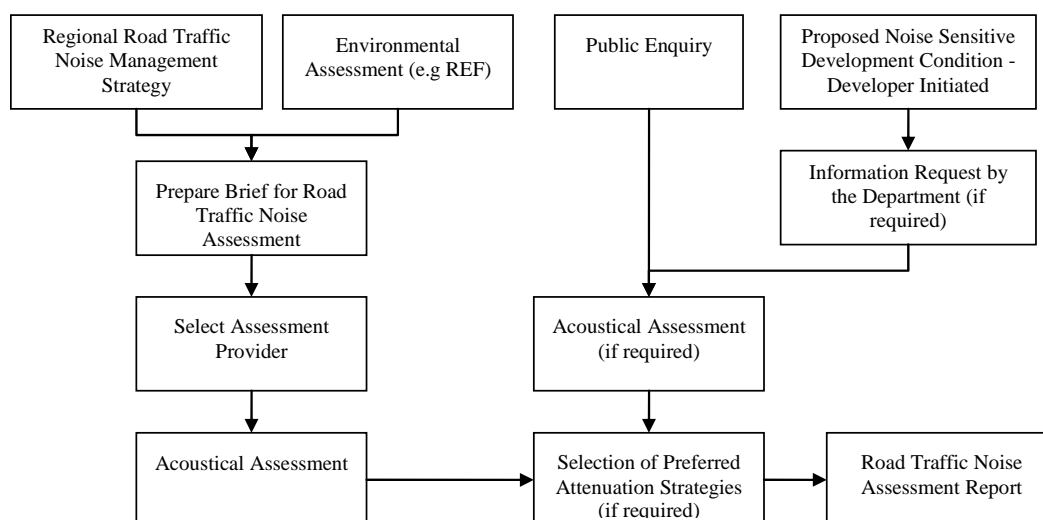 Regional Road Traffic
Noise Management
Strategy
Environmental
Assessment (e.g REF)
Public Enquiry
Proposed Noise Sensitive
Development Condition -
Developer Initiated
Prepare Brief for Road
Traffic Noise
Assessment
Information Request by
the Department (if
required)
Select Assessment
Provider
Acoustical Assessment
(if required)
Acoustical Assessment
Selection of Preferred
Attenuation Strategies
(if required)
Road Traffic Noise
Assessment Report